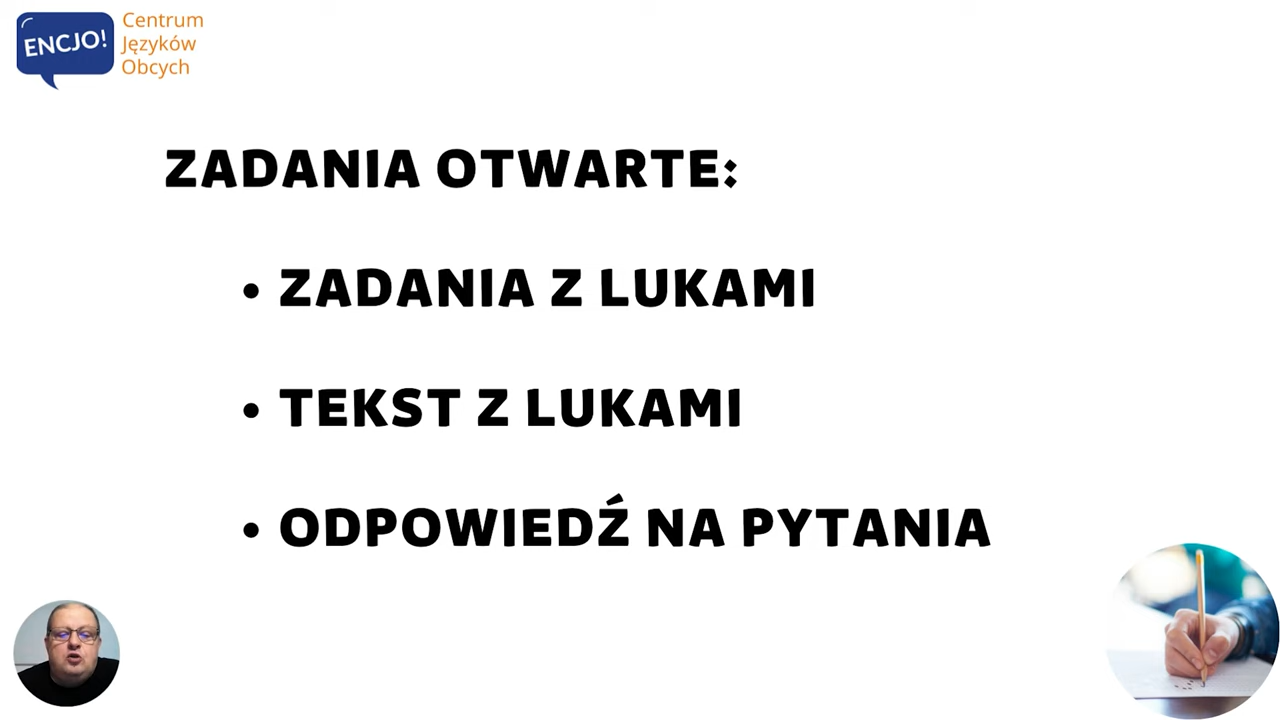 ENCJO!
Centrum
Języków
Obcych
ZADANIA OTWARTE:
• ZADANIA Z LUKAMI
• TEKST Z LUKAMI
• ODPOWIEDŹ NA PYTANIA